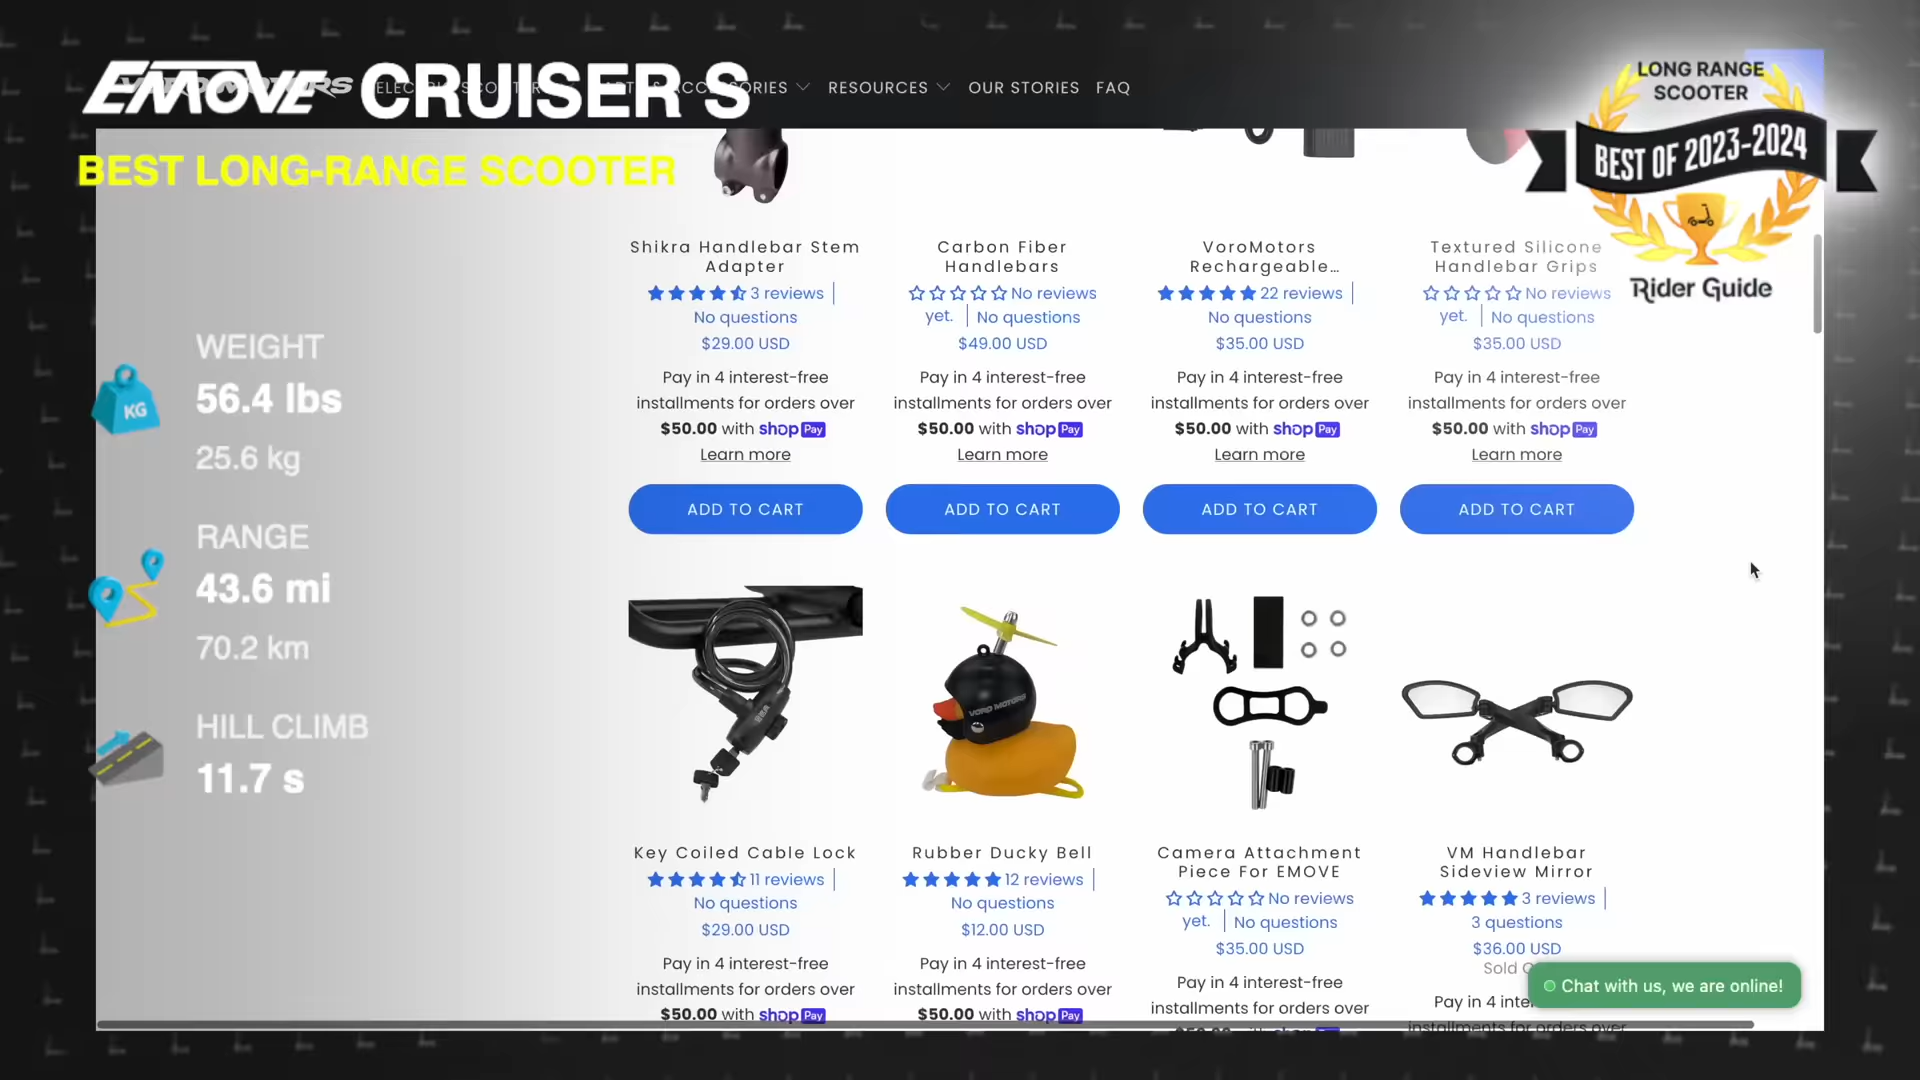 EMOVE CRUISER S
RESOURCES
OUR STORIES
FAQ
BEST LONG-RANGE SCOOTER
LONG RANGE
SCOOTER
BEST OF 2023-2024
Rider Guide
WEIGHT
56.4 lbs
25.6 kg
KG
RANGE
43.6 mi
70.2 km
HILL CLIMB
11.7 s
Shikra Handlebar Stem
Adapter
3 reviews
No questions
$29.00 USD
Pay in 4 interest-free
installments for orders over
$50.00 with shop Pay
Learn more
ADD TO CART
Carbon Fiber
Handlebars
No reviews
yet. | No questions
$49.00 USD
Pay in 4 interest-free
installments for orders over
$50.00 with shop Pay
Learn more
ADD TO CART
VoroMotors
Rechargeable…
22 reviews
No questions
$35.00 USD
Pay in 4 interest-free
installments for orders over
$50.00 with shop Pay
Learn more
ADD TO CART
Textured Silicone
Handlebar Grips
No reviews
yet. | No questions
$35.00 USD
Pay in 4 interest-free
installments for orders over
$50.00 with shop Pay
Learn more
ADD TO CART
VORO MOTORS
Key Coiled Cable Lock
11 reviews
No questions
$29.00 USD
Pay in 4 interest-free
installments for orders over
$50.00 with shop Pay
Rubber Ducky Bell
12 reviews
No questions
$12.00 USD
Pay in 4 interest-free
installments for orders over
$50.00 with shop Pay
Camera Attachment
Piece For EMOVE
No reviews
yet. | No questions
$35.00 USD
Pay in 4 interest-free
installments for orders over
VM Handlebar
Sideview Mirror
3 reviews
3 questions
$36.00 USD
Sold
Pay in 4
installments for orders over
Chat with us, we are online!